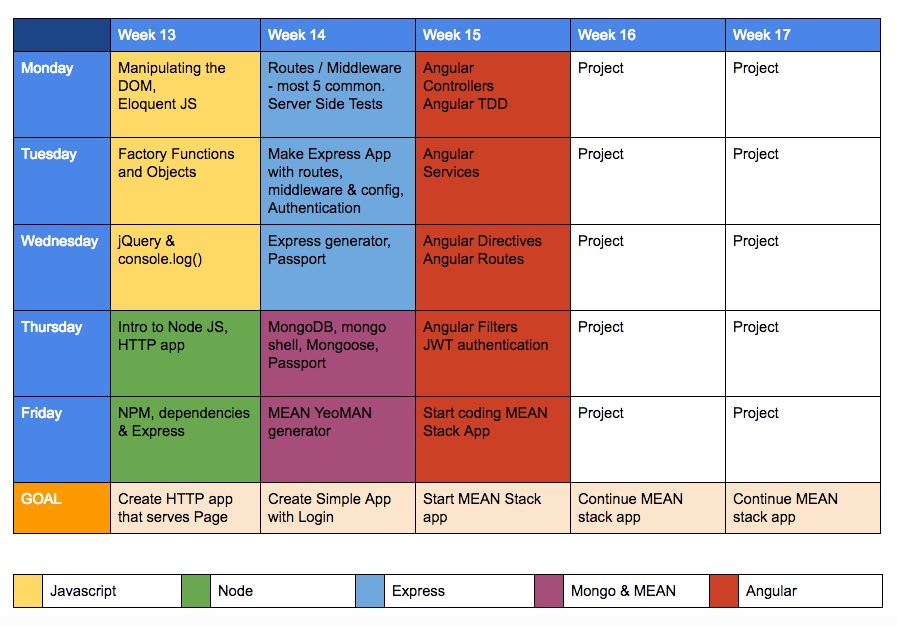 Week 13
Week 14
Week 15
Week 16
Week 17
Monday
Manipulating the
DOM,
Eloquent JS
Routes / Middleware
- most 5 common.
Server Side Tests
Angular
Controllers
Angular TDD
Project
Project
Tuesday
Factory Functions
and Objects
Make Express App
with routes,
middleware & config,
Authentication
Angular
Services
Project
Project
Wednesday
jQuery &
console.log()
Express generator,
Passport
Angular Directives
Angular Routes
Project
Project
Thursday
Intro to Node JS,
HTTP app
MongoDB, mongo
shell, Mongoose,
Passport
Angular Filters
JWT authentication
Project
Project
Friday
NPM, dependencies
& Express
MEAN YeoMAN
generator
Start coding MEAN
Stack App
Project
Project
GOAL
Create HTTP app
that serves Page
Create Simple App
with Login
Start MEAN Stack
app
Continue MEAN
stack app
Continue MEAN
stack app
Javascript
Node
Express
Mongo & MEAN
Angular